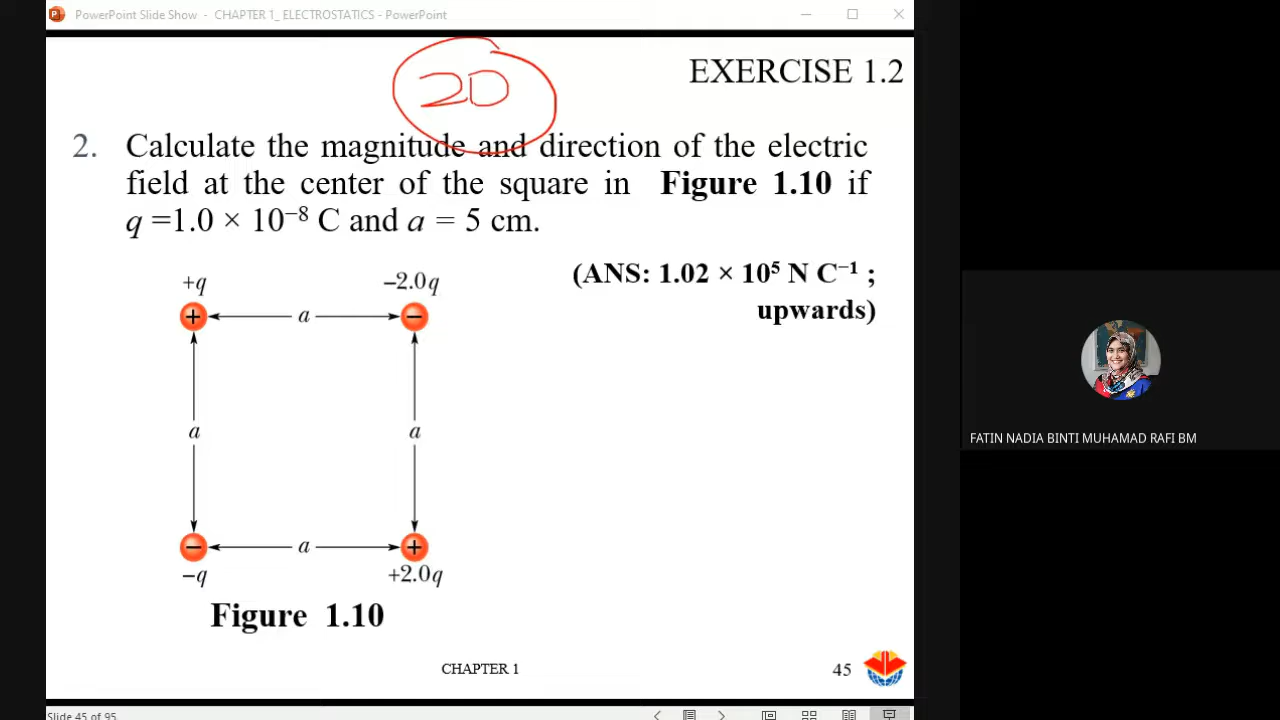 PowerPoint Slide Show - CHAPTER 1_ ELECTROSTATICS - PowerPoint
2D
EXERCISE 1.2
2. Calculate the magnitude and direction of the electric
field at the center of the square in Figure 1.10 if
q =1.0 × 10⁻⁸ C and a = 5 cm.
(ANS: 1.02 × 10⁵ N C⁻¹ ;
upwards)
+q
−2.0q
a
a
a
a
−q
+2.0q
Figure 1.10
CHAPTER 1
45
Slide 45 of 95
FATIN NADIA BINTI MUHAMAD RAFI BM